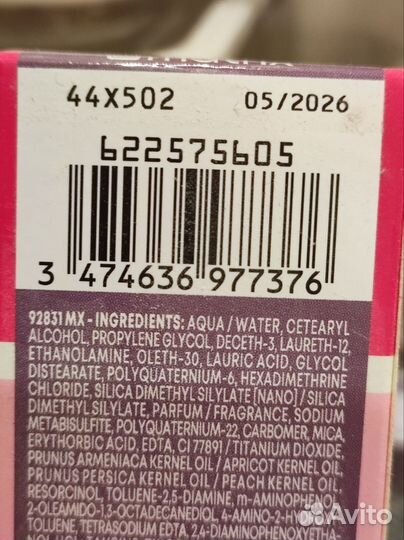 44X502 05/2026
622575605
3 474636 977376
92831 MX - INGREDIENTS: AQUA / WATER, CETEARYL
ALCOHOL, PROPYLENE GLYCOL, DECETH-3, LAURETH-12,
ETHANOLAMINE, OLETH-30, LAURIC ACID, GLYCOL
DISTEARATE, POLYQUATERNIUM-6, HEXADIMETHRINE
CHLORIDE, SILICA DIMETHYL SILYLATE [NANO] / SILICA
DIMETHYL SILYLATE, PARFUM / FRAGRANCE, SODIUM
METABISULFITE, POLYQUATERNIUM-22, CARBOMER, MICA,
ERYTHORBIC ACID, EDTA, CI 77891 / TITANIUM DIOXIDE,
PRUNUS ARMENIACA KERNEL OIL / APRICOT KERNEL OIL,
PRUNUS PERSICA KERNEL OIL / PEACH KERNEL OIL,
RESORCINOL, TOLUENE-2,5-DIAMINE, m-AMINOPHENOL,
2-OLEAMIDO-1,3-OCTADECANEDIOL, 4-AMINO-2-HY
TOLUENE, TETRASODIUM EDTA, 2,4-DIAMINOPHENOXYETHA-
Avito